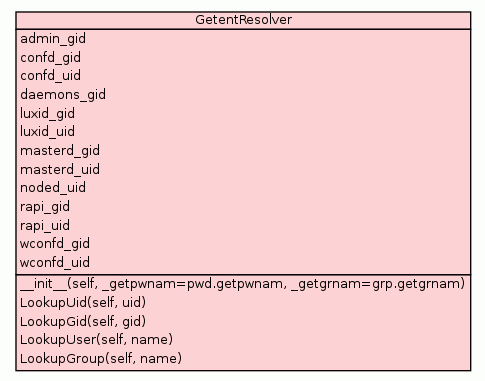 GetentResolver
admin_gid
confd_gid
confd_uid
daemons_gid
luxid_gid
luxid_uid
masterd_gid
masterd_uid
noded_uid
rapi_gid
rapi_uid
wconfd_gid
wconfd_uid
__init__(self, _getpwnam=pwd.getpwnam, _getgrnam=grp.getgrnam)
LookupUid(self, uid)
LookupGid(self, gid)
LookupUser(self, name)
LookupGroup(self, name)